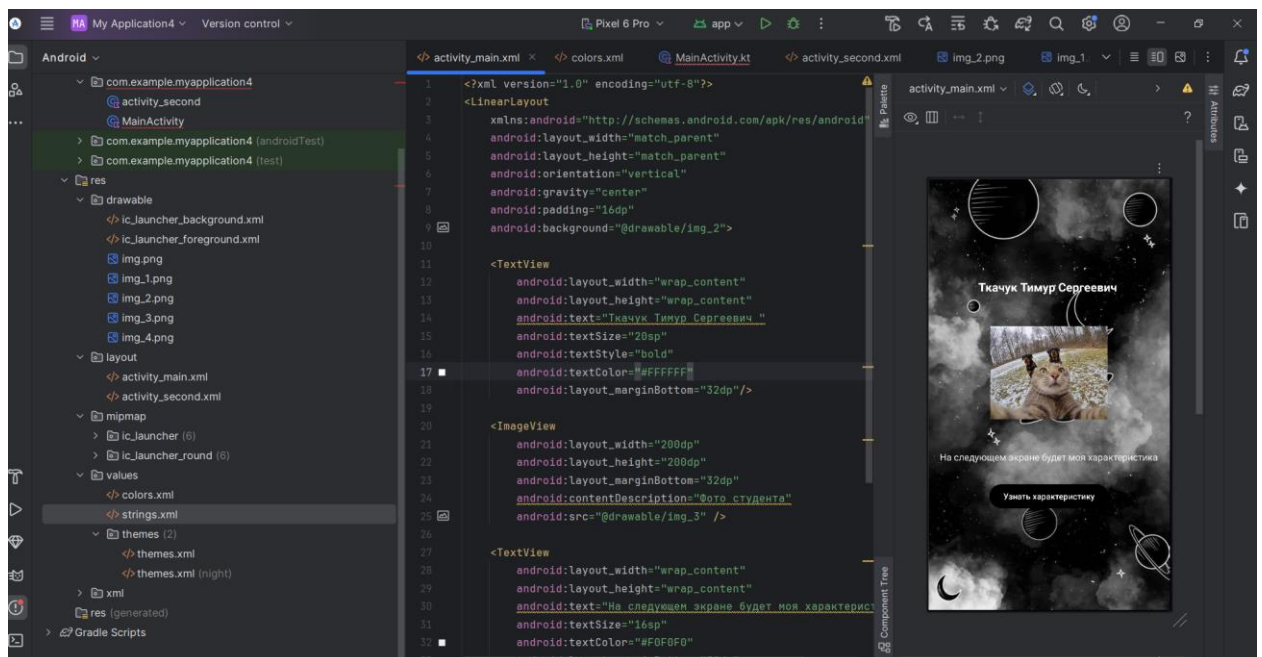 MA My Application4 Version control Pixel 6 Pro app
Android
activity_main.xml colors.xml MainActivity.kt activity_second.xml img_2.png img_1.
com.example.myapplication4
activity_second
MainActivity
com.example.myapplication4 (androidTest)
com.example.myapplication4 (test)
res
drawable
ic_launcher_background.xml
ic_launcher_foreground.xml
img.png
img_1.png
img_2.png
img_3.png
img_4.png
layout
activity_main.xml
activity_second.xml
mipmap
ic_launcher (6)
ic_launcher_round (6)
values
colors.xml
strings.xml
themes (2)
themes.xml
themes.xml (night)
xml
res (generated)
Gradle Scripts
1 <?xml version="1.0" encoding="utf-8"?>
2 <LinearLayout
3 xmlns:android="http://schemas.android.com/apk/res/android"
4 android:layout_width="match_parent"
5 android:layout_height="match_parent"
6 android:orientation="vertical"
7 android:gravity="center"
8 android:padding="16dp"
9 android:background="@drawable/img_2">
10
11 <TextView
12 android:layout_width="wrap_content"
13 android:layout_height="wrap_content"
14 android:text="Ткачук Тимур Сергеевич "
15 android:textSize="20sp"
16 android:textStyle="bold"
17 android:textColor="#FFFFFF"
18 android:layout_marginBottom="32dp"/>
19
20 <ImageView
21 android:layout_width="200dp"
22 android:layout_height="200dp"
23 android:layout_marginBottom="32dp"
24 android:contentDescription="Фото студента"
25 android:src="@drawable/img_3" />
26
27 <TextView
28 android:layout_width="wrap_content"
29 android:layout_height="wrap_content"
30 android:text="На следующем экране будет моя характерист
31 android:textSize="16sp"
32 android:textColor="#F0F0F0"
Palette
Component Tree
activity_main.xml
Attributes
Ткачук Тимур Сергеевич
На следующем экране будет моя характеристика
Узнать характеристику